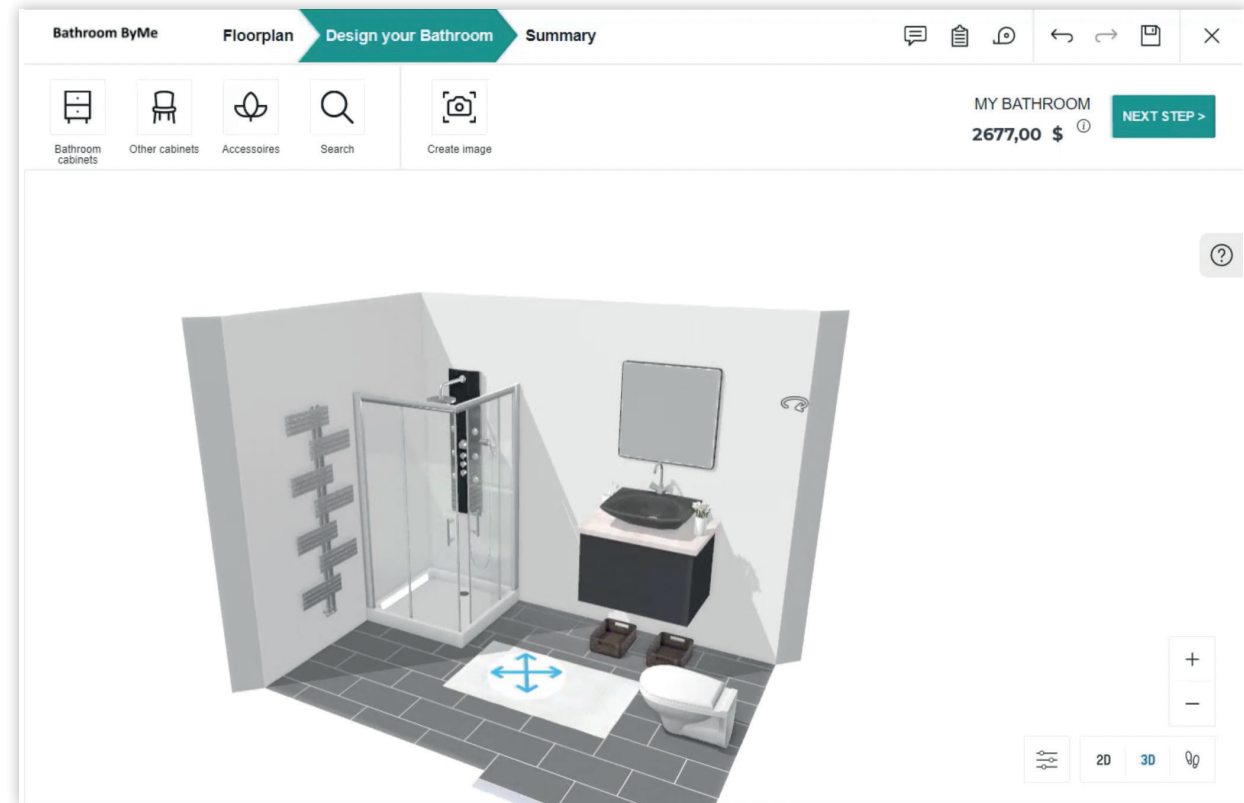 Bathroom ByMe
Floorplan
Design your Bathroom
Summary
Bathroom
cabinets
Other cabinets
Accessoires
Search
Create image
MY BATHROOM
2677,00 $
NEXT STEP >
2D
3D